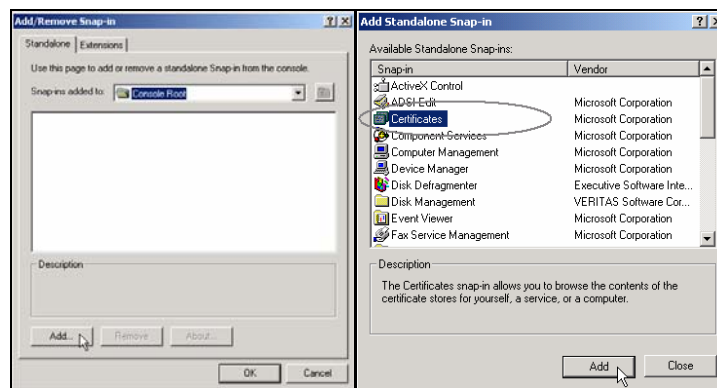 Add/Remove Snap-in
Standalone Extensions
Use this page to add or remove a standalone Snap-in from the console.
Snap-ins added to: Console Root
Description
Add... Remove About...
OK Cancel
Add Standalone Snap-in
Available Standalone Snap-ins:
Snap-in Vendor
ActiveX Control
ADSI Edit Microsoft Corporation
Certificates Microsoft Corporation
Component Services Microsoft Corporation
Computer Management Microsoft Corporation
Device Manager Microsoft Corporation
Disk Defragmenter Executive Software Inte...
Disk Management VERITAS Software Cor...
Event Viewer Microsoft Corporation
Fax Service Management Microsoft Corporation
Description
The Certificates snap-in allows you to browse the contents of the
certificate stores for yourself, a service, or a computer.
Add Close